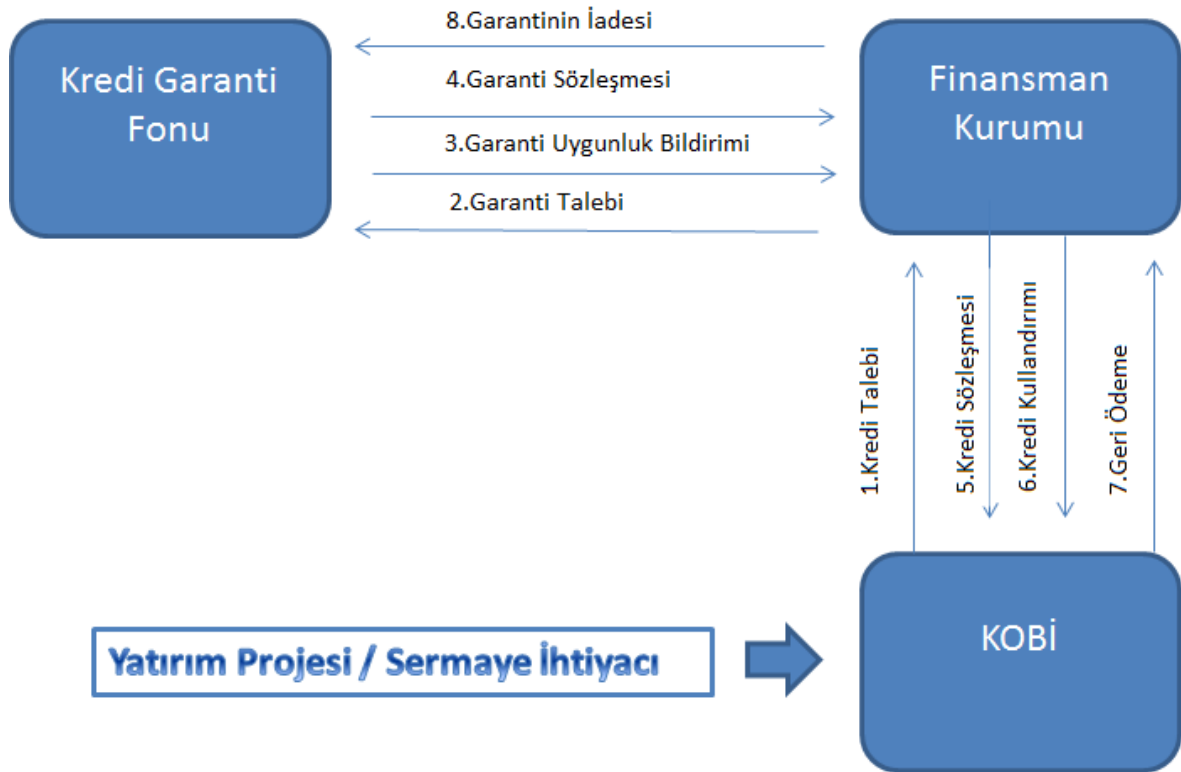 8.Garantinin İadesi
Kredi Garanti
Fonu
4.Garanti Sözleşmesi
3.Garanti Uygunluk Bildirimi
2.Garanti Talebi
Finansman
Kurumu
1.Kredi Talebi
5.Kredi Sözleşmesi
6.Kredi Kullandırımı
7.Geri Ödeme
Yatırım Projesi / Sermaye İhtiyacı
KOBİ